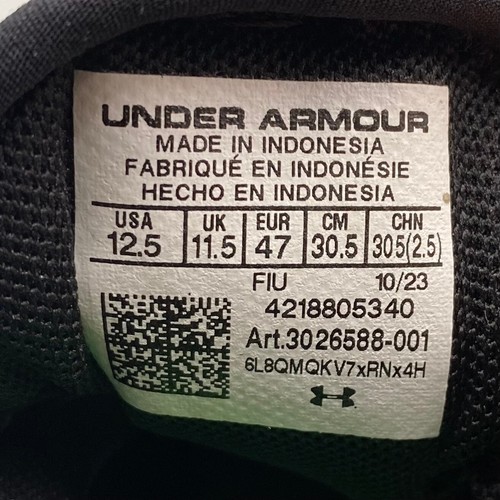 UNDER ARMOUR
MADE IN INDONESIA
FABRIQUÉ EN INDONÉSIE
HECHO EN INDONESIA
USA UK EUR CM CHN
12.5 11.5 47 30.5 305(2.5)
FIU 10/23
4218805340
Art.3026588-001
6L8QMQKV7xRNx4H